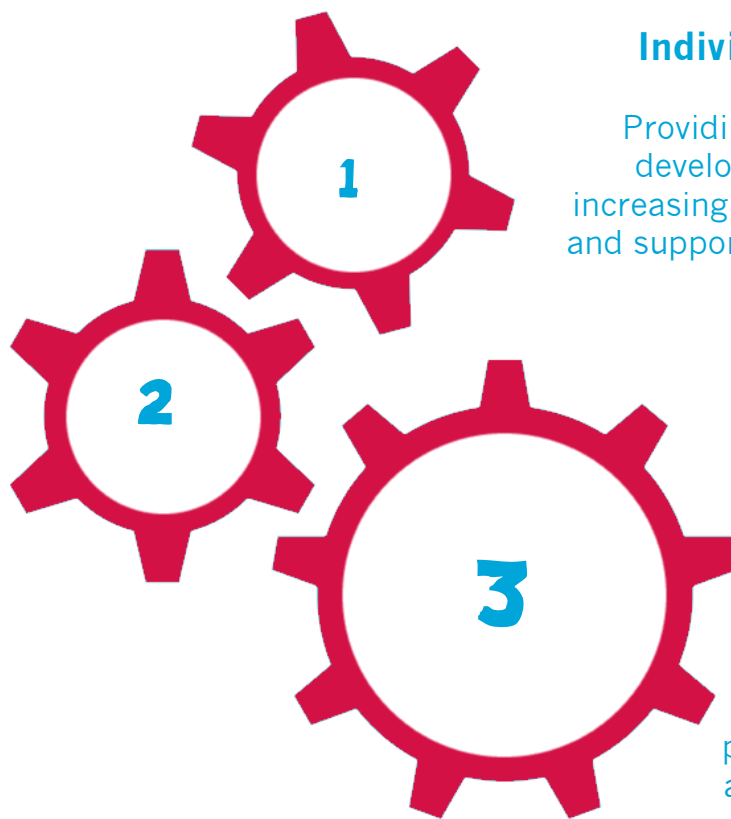 Indivi
Providi
develo
increasing
and suppor
1
2
3
p
a